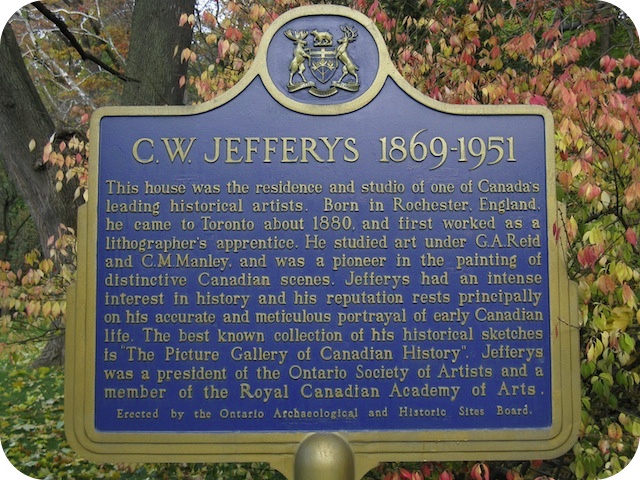 C.W. JEFFERYS 1869-1951
This house was the residence and studio of one of Canada's
leading historical artists. Born in Rochester, England,
he came to Toronto about 1880, and first worked as a
lithographer's apprentice. He studied art under G.A.Reid
and C.M.Manley, and was a pioneer in the painting of
distinctive Canadian scenes. Jefferys had an intense
interest in history and his reputation rests principally
on his accurate and meticulous portrayal of early Canadian
life. The best known collection of his historical sketches
is "The Picture Gallery of Canadian History". Jefferys
was a president of the Ontario Society of Artists and a
member of the Royal Canadian Academy of Arts.
Erected by the Ontario Archaeological and Historic Sites Board.